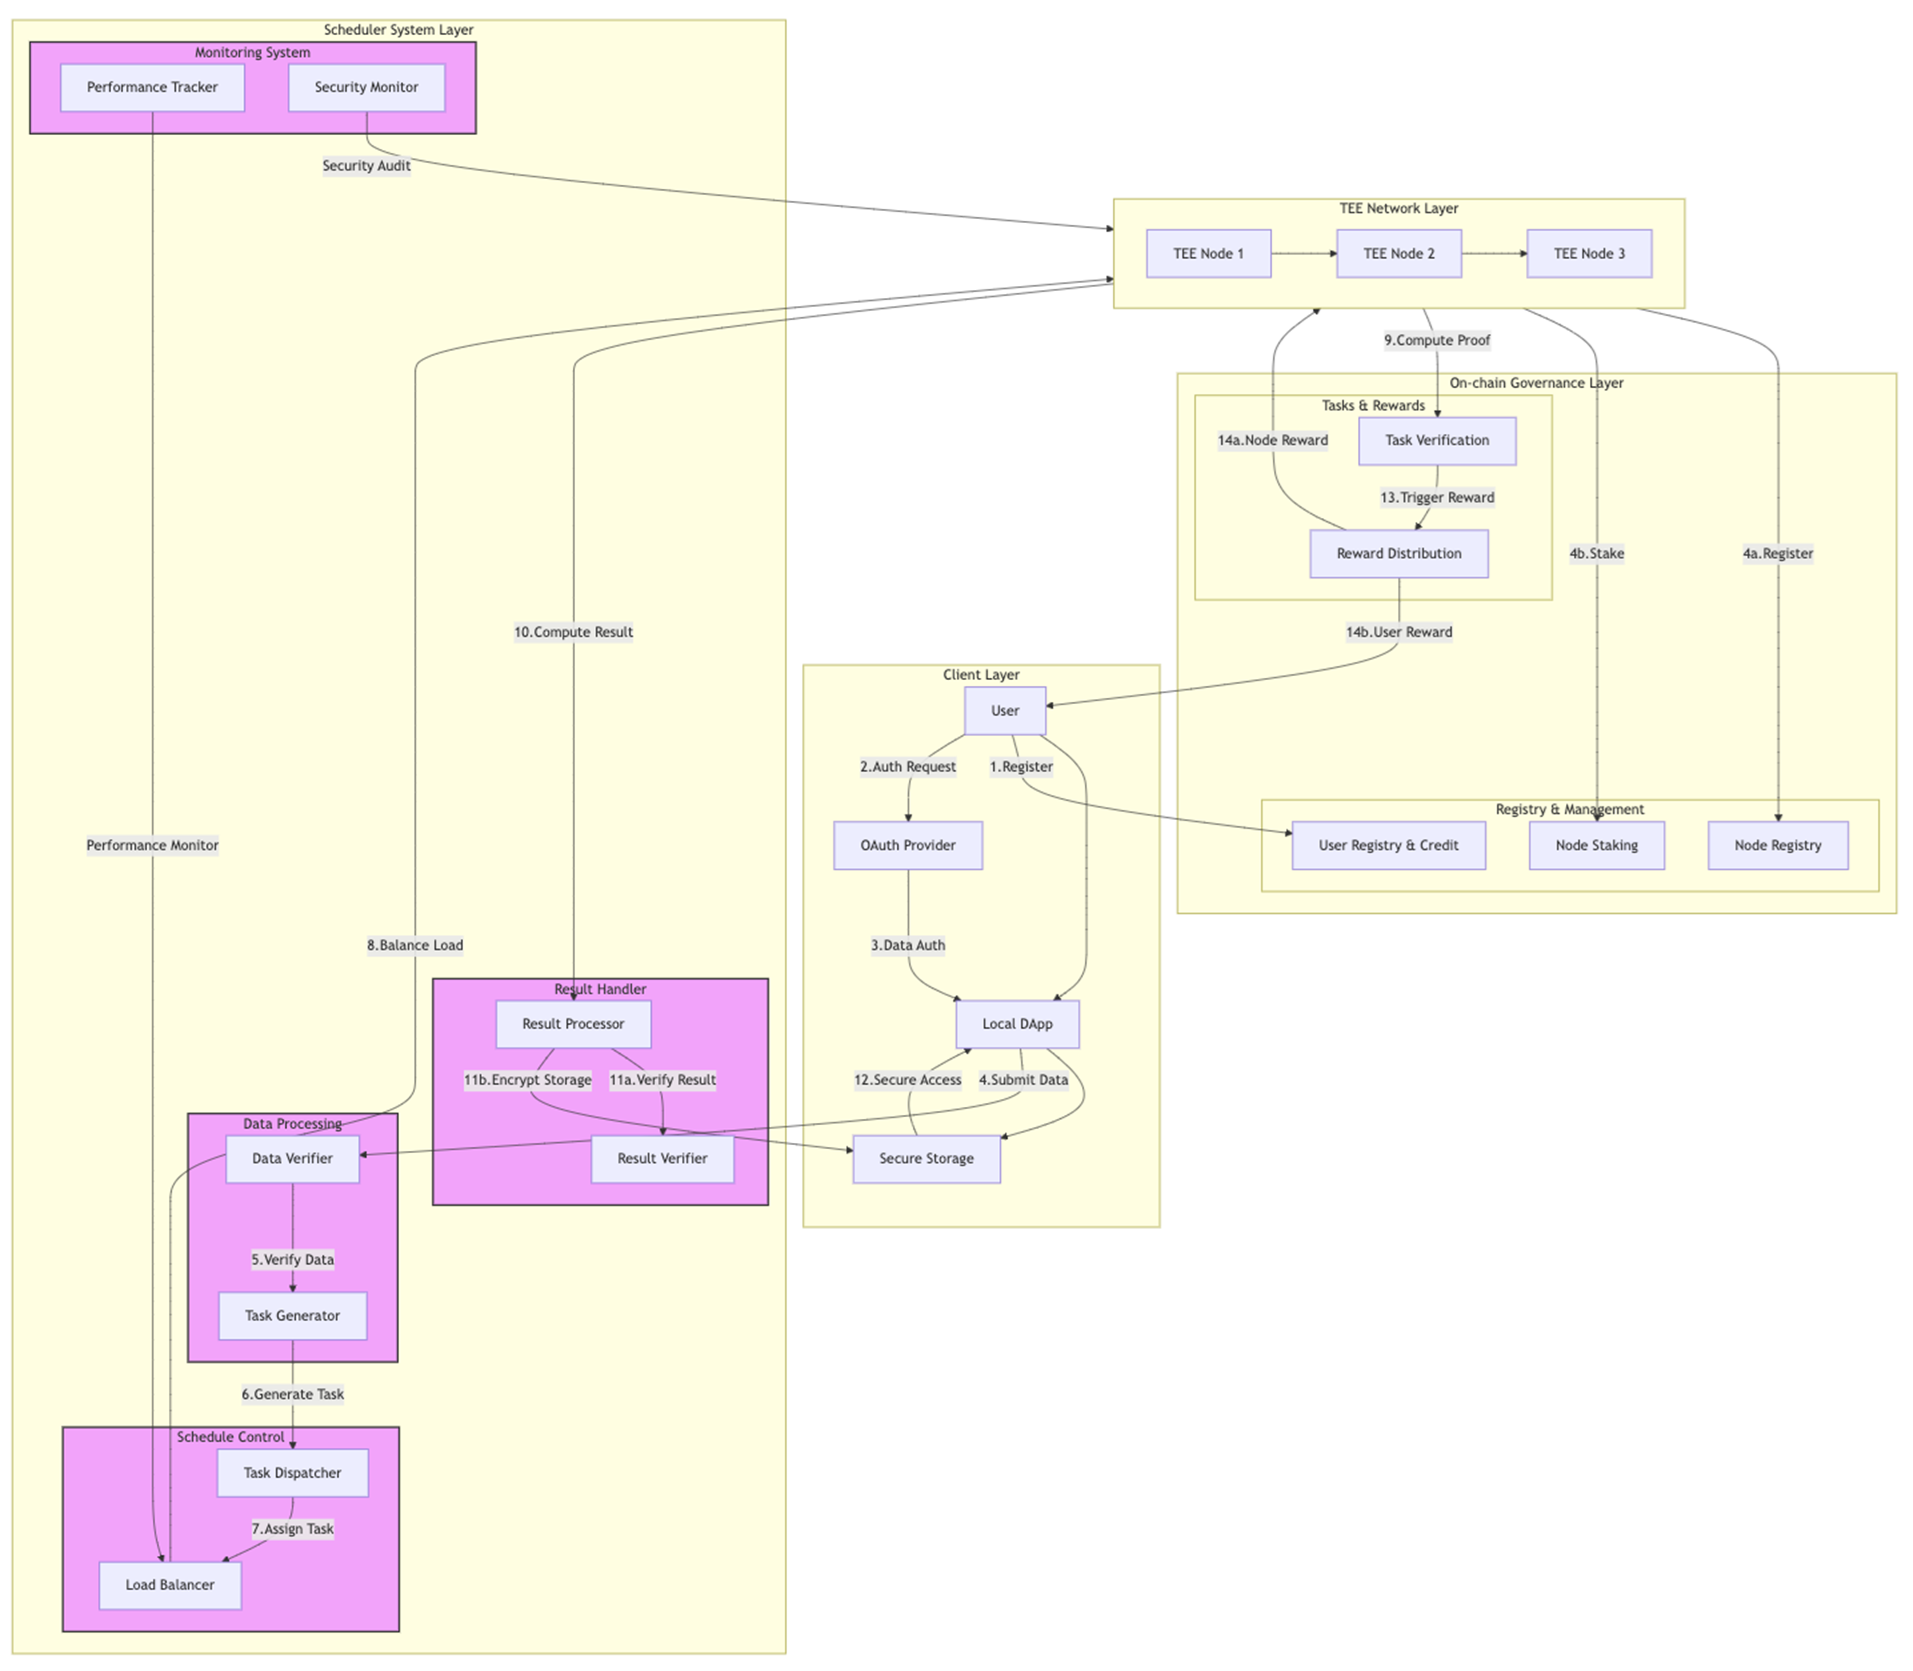 Scheduler System Layer
Monitoring System
Performance Tracker
Security Monitor
Security Audit
TEE Network Layer
TEE Node 1
TEE Node 2
TEE Node 3
9.Compute Proof
On-chain Governance Layer
Tasks & Rewards
14a.Node Reward
Task Verification
13.Trigger Reward
Reward Distribution
4b.Stake
4a.Register
10.Compute Result
14b.User Reward
Client Layer
User
2.Auth Request
1.Register
Registry & Management
Performance Monitor
OAuth Provider
User Registry & Credit
Node Staking
Node Registry
8.Balance Load
3.Data Auth
Result Handler
Result Processor
Local DApp
11b.Encrypt Storage
11a.Verify Result
12.Secure Access
4.Submit Data
Data Processing
Data Verifier
Result Verifier
Secure Storage
5.Verify Data
Task Generator
6.Generate Task
Schedule Control
Task Dispatcher
7.Assign Task
Load Balancer